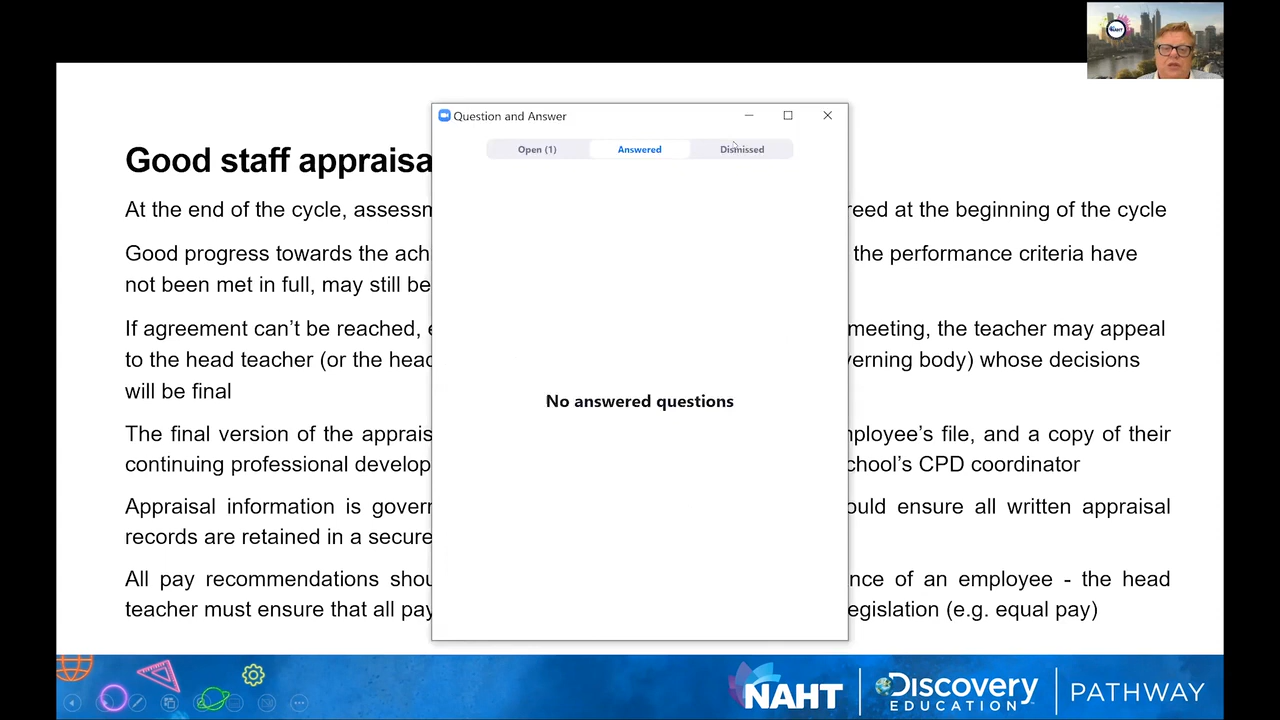 NAHT
Question and Answer
Open (1) Answered Dismissed
Good staff appraisa
At the end of the cycle, assessm reed at the beginning of the cycle
Good progress towards the ach the performance criteria have
not been met in full, may still be
If agreement can't be reached, e meeting, the teacher may appeal
to the head teacher (or the head verning body) whose decisions
No answered questions
will be final
The final version of the apprais nployee's file, and a copy of their
continuing professional develop chool's CPD coordinator
Appraisal information is gover ould ensure all written appraisal
records are retained in a secure
All pay recommendations shou nce of an employee - the head
teacher must ensure that all pay egislation (e.g. equal pay)
NAHT Discovery EDUCATION PATHWAY